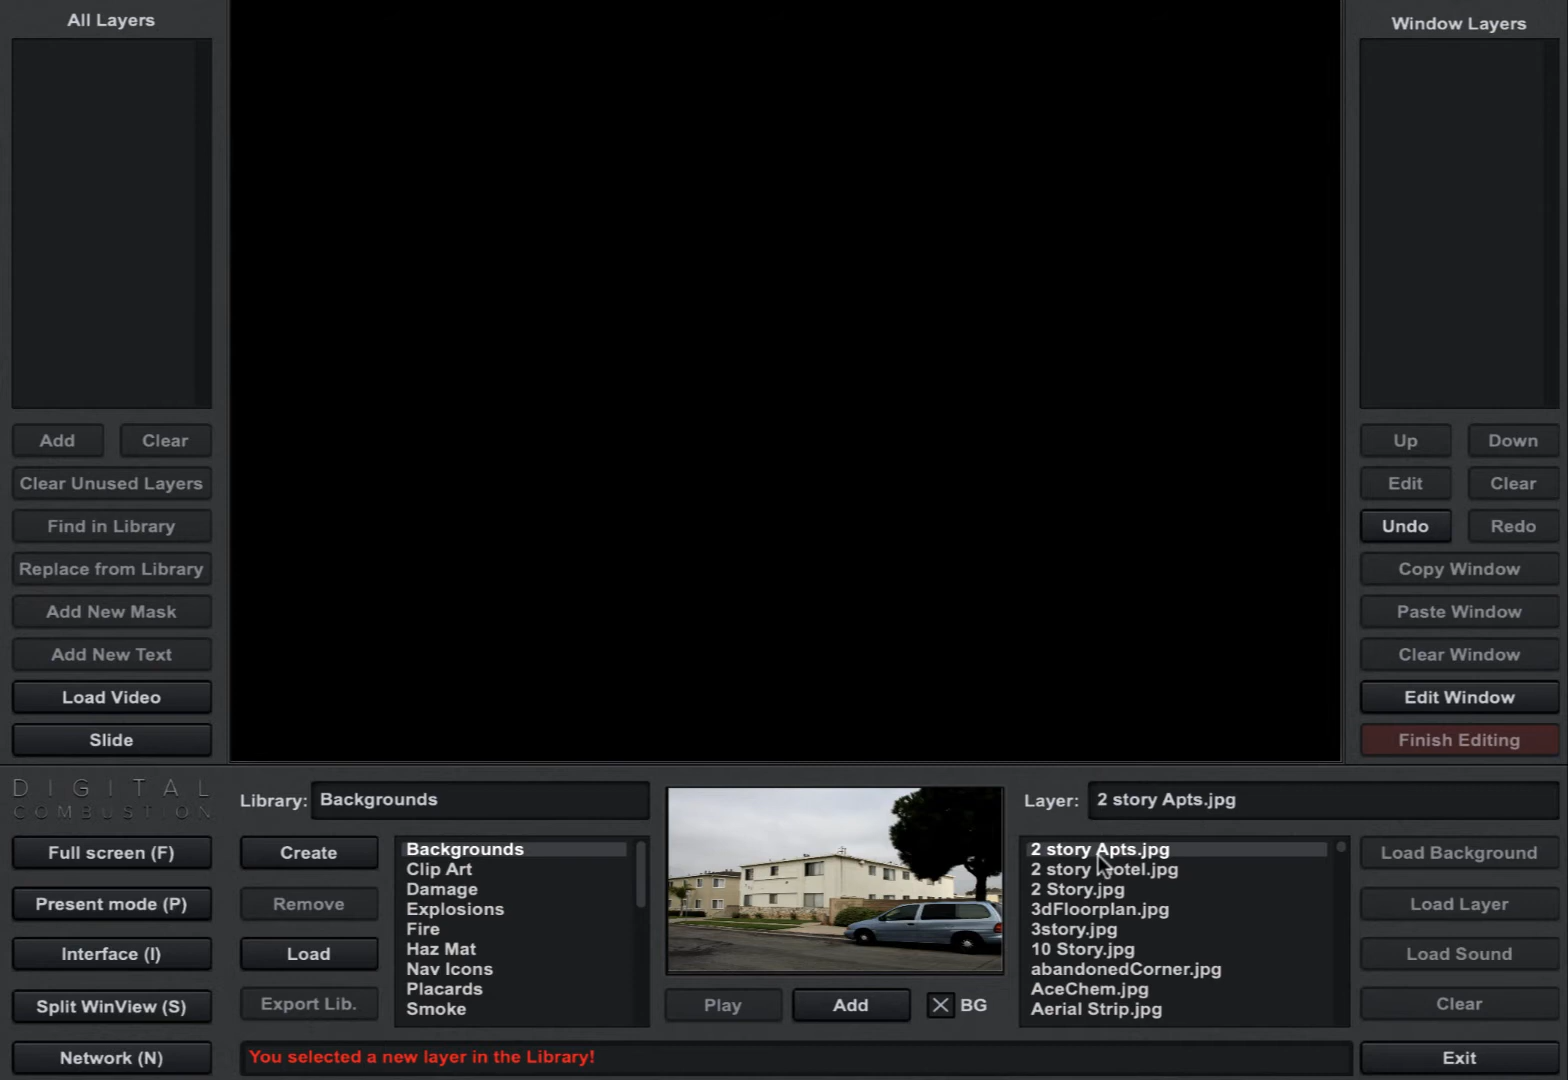 All Layers
Window Layers
Add
Clear
Clear Unused Layers
Find in Library
Replace from Library
Add New Mask
Add New Text
Load Video
Slide
Up
Down
Edit
Clear
Undo
Redo
Copy Window
Paste Window
Clear Window
Edit Window
Finish Editing
DIGITAL
COMBUSTION
Full screen (F)
Present mode (P)
Interface (I)
Split WinView (S)
Network (N)
Library: Backgrounds
Create
Remove
Load
Export Lib.
Backgrounds
Clip Art
Damage
Explosions
Fire
Haz Mat
Nav Icons
Placards
Smoke
Play
Add
BG
Layer: 2 story Apts.jpg
2 story Apts.jpg
2 story otel.jpg
2 Story.jpg
3dFloorplan.jpg
3story.jpg
10 Story.jpg
abandonedCorner.jpg
AceChem.jpg
Aerial Strip.jpg
Load Background
Load Layer
Load Sound
Clear
You selected a new layer in the Library!
Exit